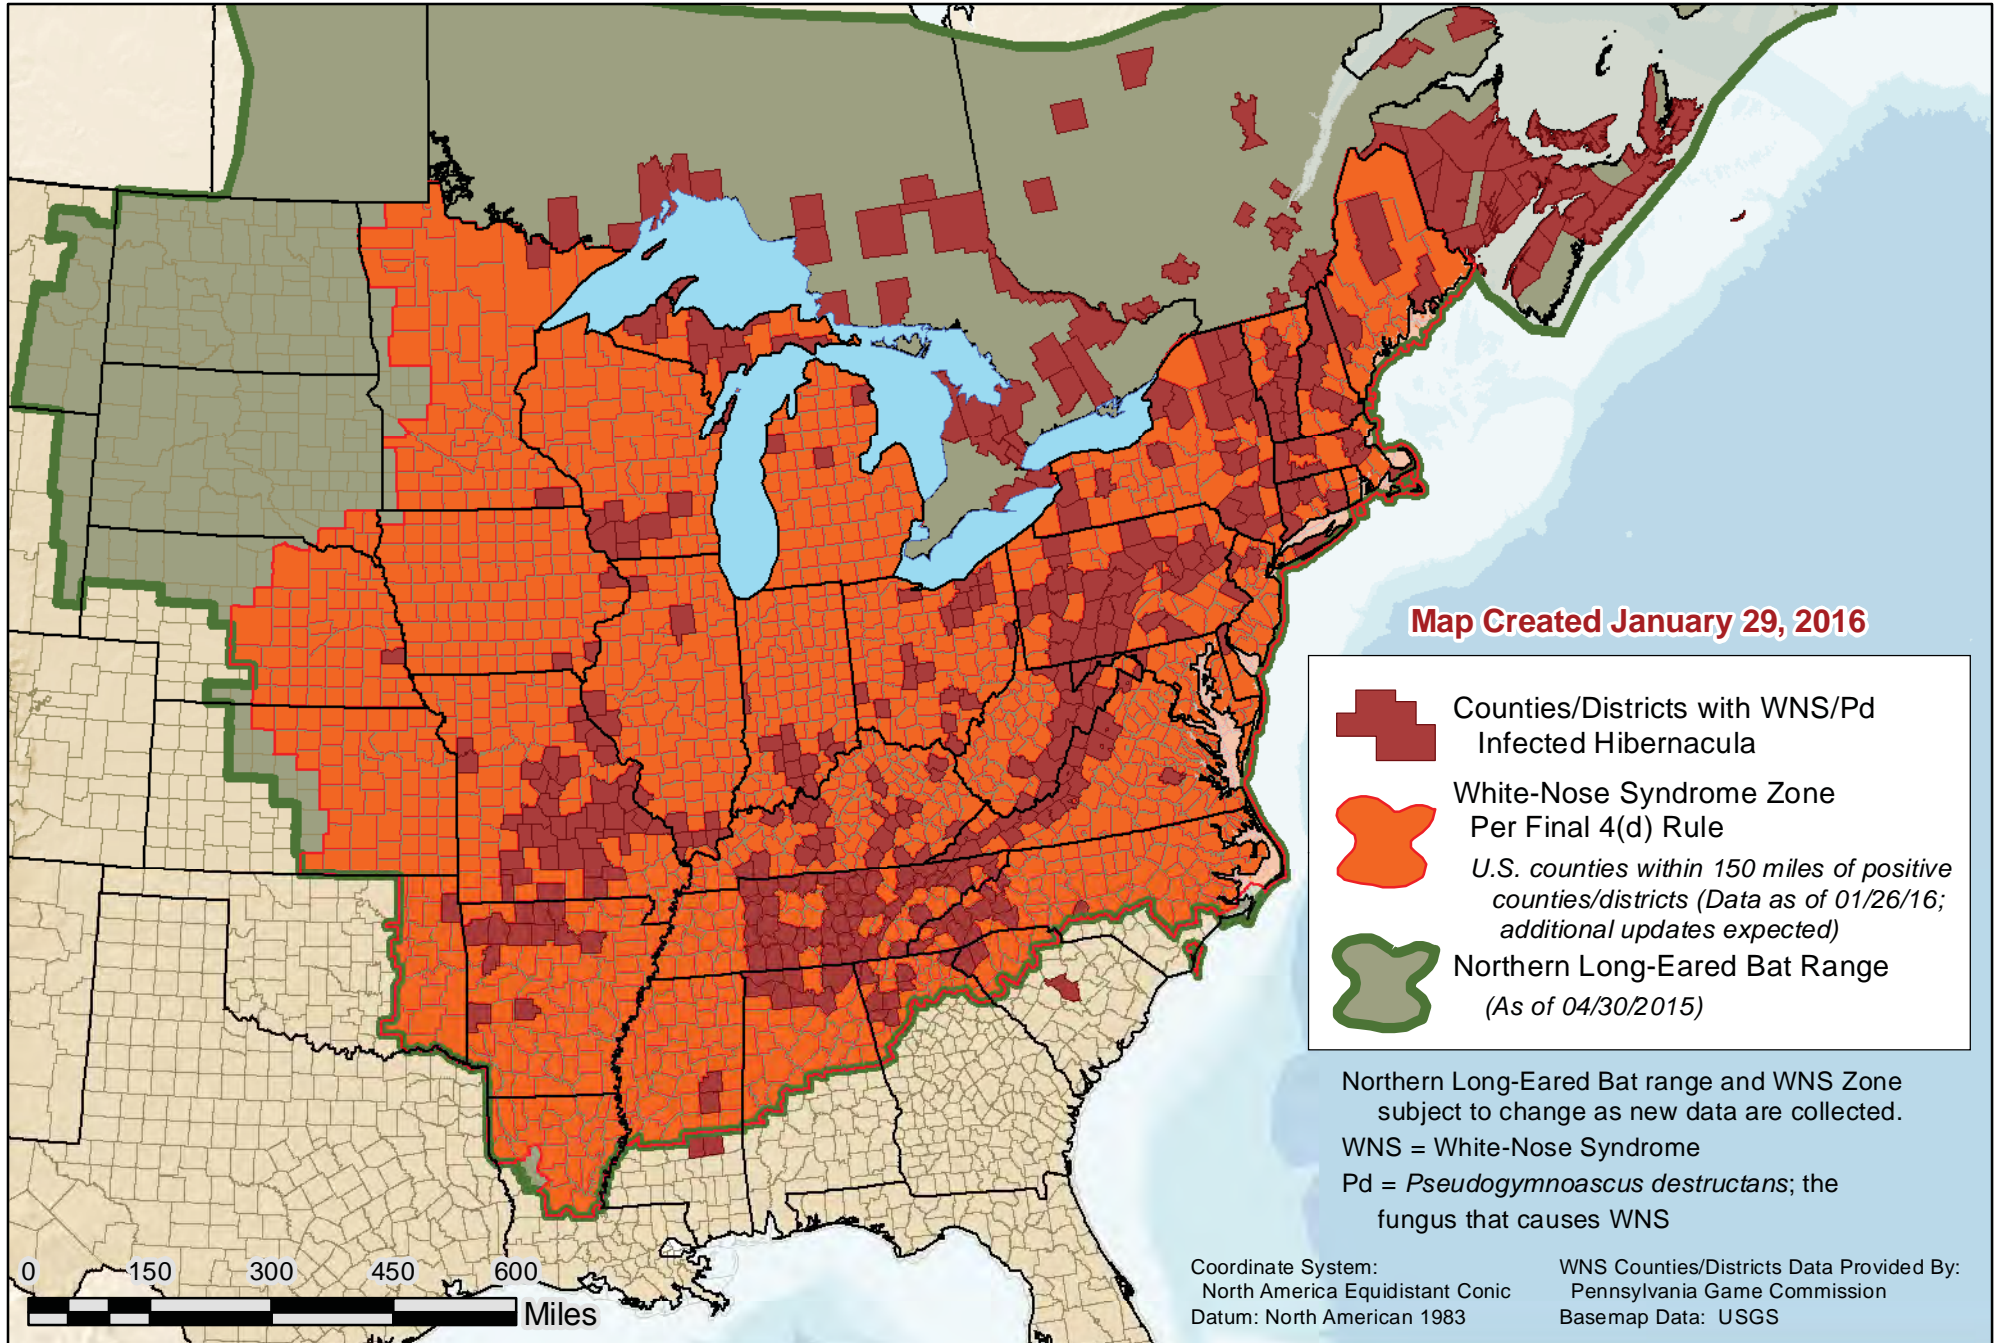 Map Created January 29, 2016
Counties/Districts with WNS/Pd
Infected Hibernacula
White-Nose Syndrome Zone
Per Final 4(d) Rule
U.S. counties within 150 miles of positive
counties/districts (Data as of 01/26/16;
additional updates expected)
Northern Long-Eared Bat Range
(As of 04/30/2015)
Northern Long-Eared Bat range and WNS Zone
subject to change as new data are collected.
WNS = White-Nose Syndrome
Pd = Pseudogymnoascus destructans; the
fungus that causes WNS
Coordinate System:
North America Equidistant Conic
Datum: North American 1983
WNS Counties/Districts Data Provided By:
Pennsylvania Game Commission
Basemap Data: USGS
0 150 300 450 600
Miles